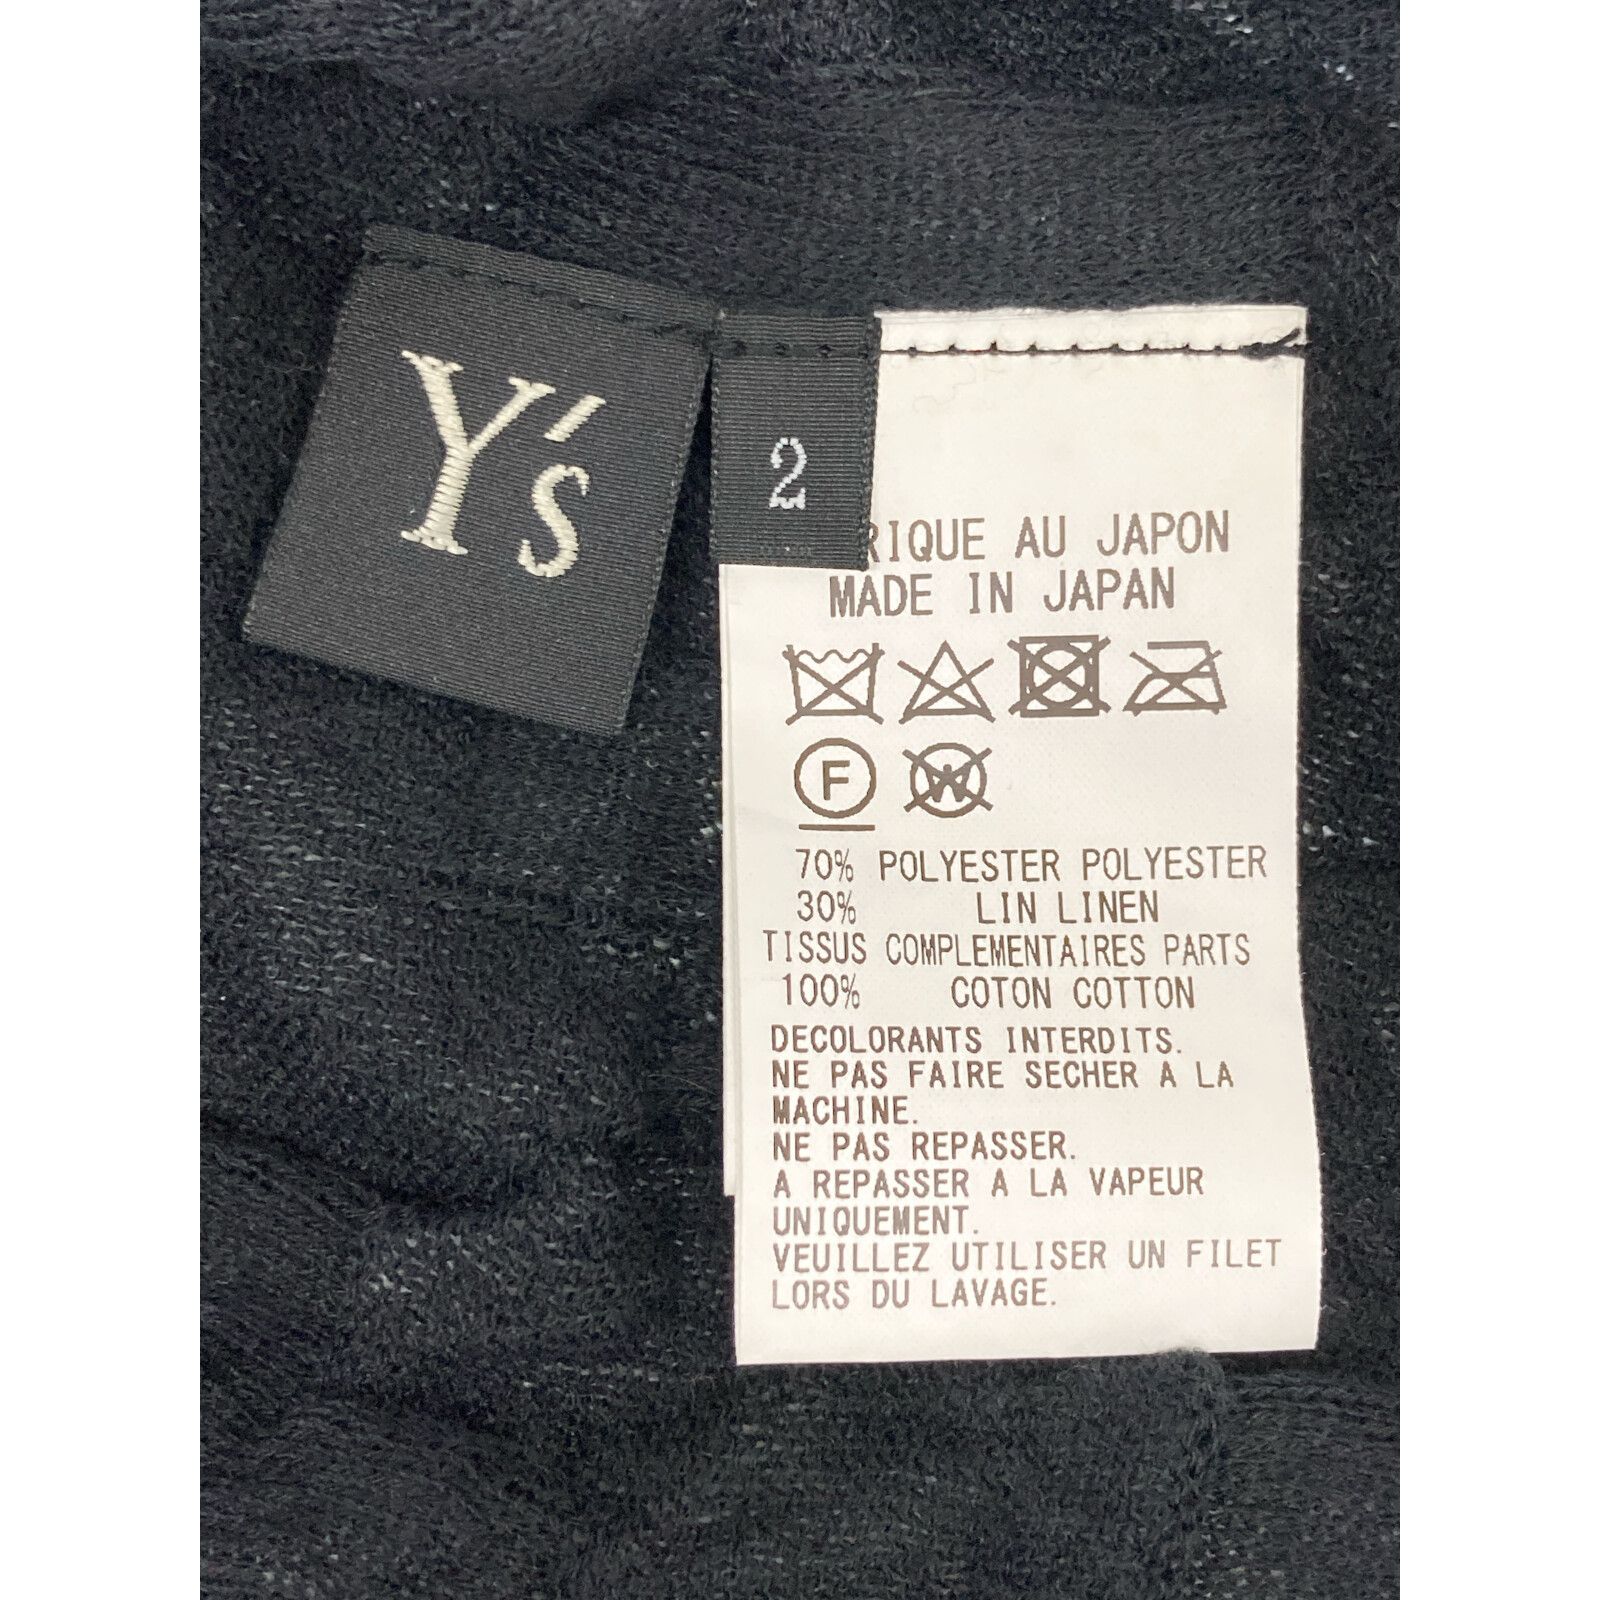 Y's
2
AU JAPON
MADE IN JAPAN
F
W
70% POLYESTER POLYESTER
30% LIN LINEN
TISSUS COMPLEMENTAIRES PARTS
100% COTON COTTON
DECOLORANTS INTERDITS.
NE PAS FAIRE SECHER A LA
MACHINE.
NE PAS REPASSER.
A REPASSER A LA VAPEUR
UNIQUEMENT.
VEUILLEZ UTILISER UN FILET
LORS DU LAVAGE.